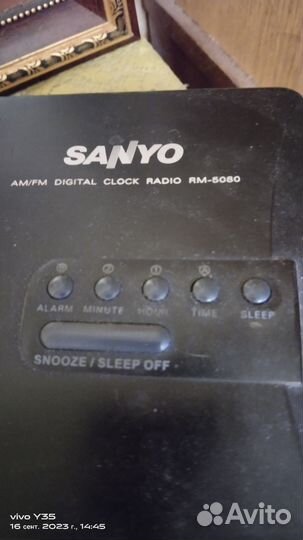 SANYO
AM/FM DIGITAL CLOCK RADIO RM-5080
ALARM MINUTE HOUR TIME SLEEP
SNOOZE / SLEEP OFF
vivo Y35
16 сент. 2023 г., 14:45
Avito